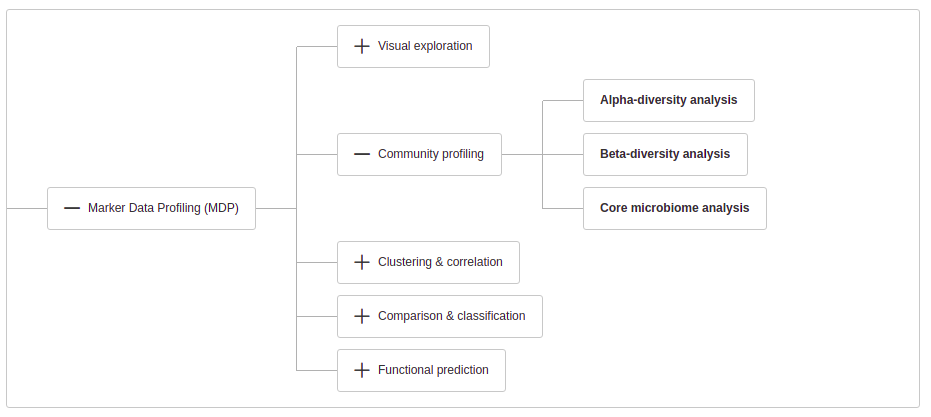 Visual exploration
Alpha-diversity analysis
Community profiling
Beta-diversity analysis
Marker Data Profiling (MDP)
Core microbiome analysis
Clustering & correlation
Comparison & classification
Functional prediction